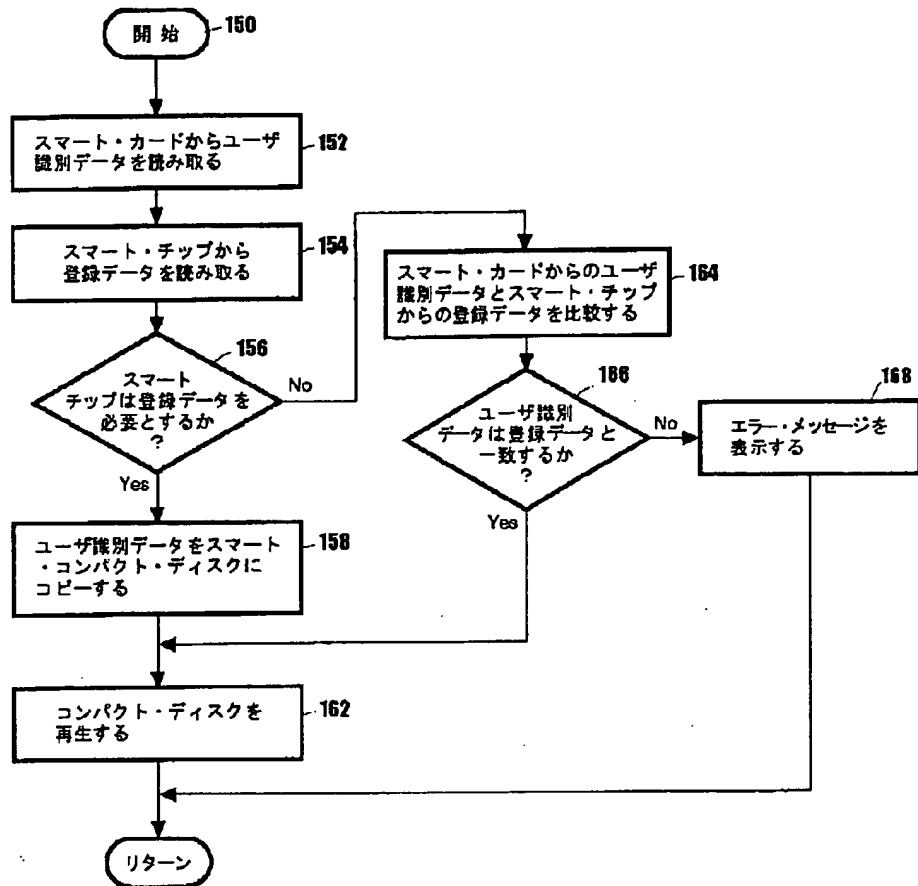 開始
150
スマート・カードからユーザ
識別データを読み取る
152
スマート・チップから
登録データを読み取る
154
スマート
チップは登録データを
必要とするか
?
156
No
Yes
ユーザ識別データをスマート
・コンパクト・ディスクに
コピーする
158
コンパクト・ディスクを
再生する
162
リターン
スマート・カードからのユーザ
識別データとスマート・チップ
からの登録データを比較する
164
ユーザ識別
データは登録データと
一致するか
?
166
No
Yes
エラー・メッセージを
表示する
168